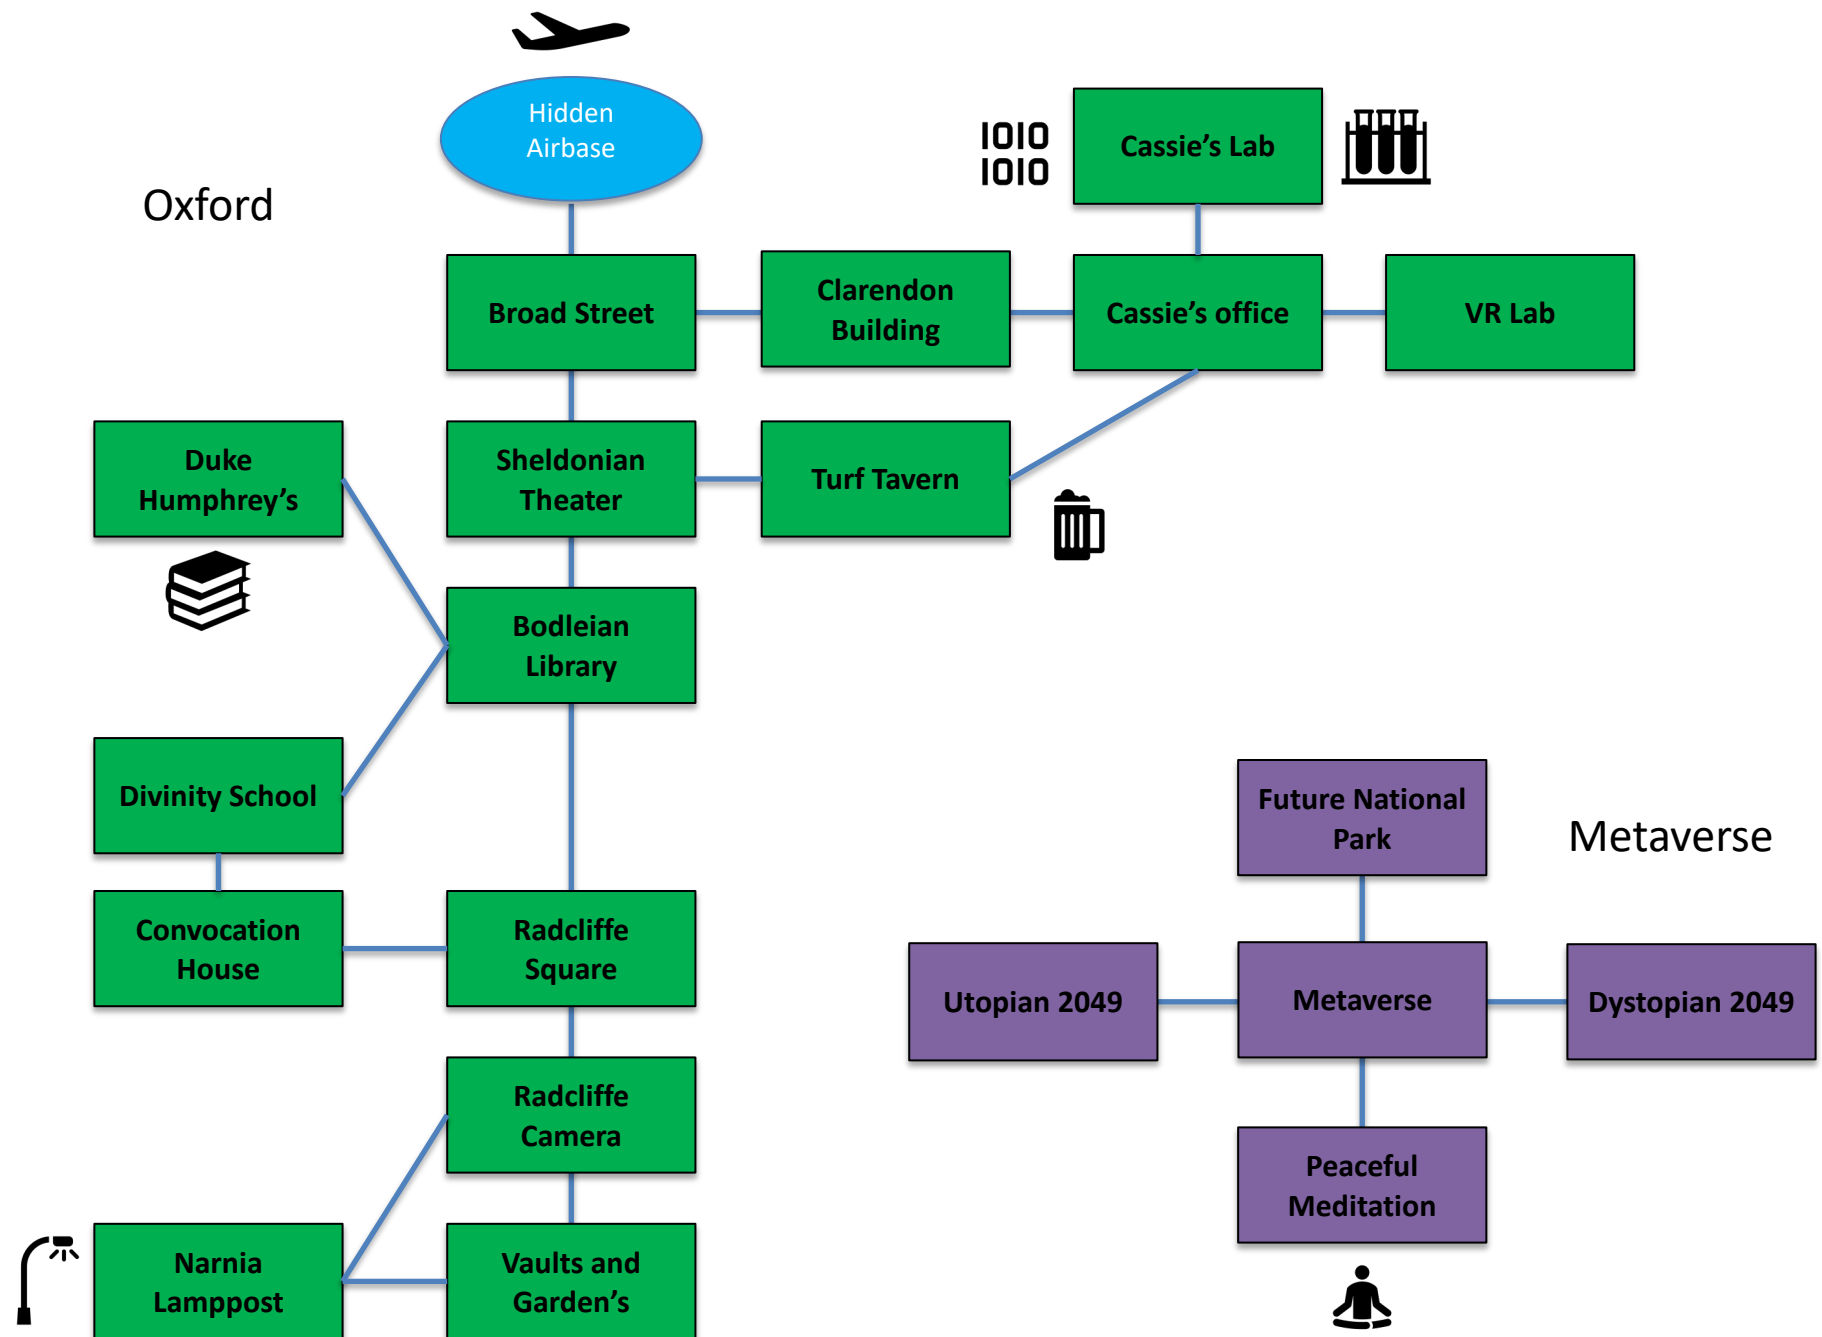 Hidden
Airbase
1010
1010
Cassie's Lab
Oxford
Broad Street
Clarendon
Building
Cassie's office
VR Lab
Duke
Humphrey's
Sheldonian
Theater
Turf Tavern
Bodleian
Library
Divinity School
Future National
Park
Metaverse
Convocation
House
Radcliffe
Square
Utopian 2049
Metaverse
Dystopian 2049
Radcliffe
Camera
Peaceful
Meditation
Narnia
Lamppost
Vaults and
Garden's